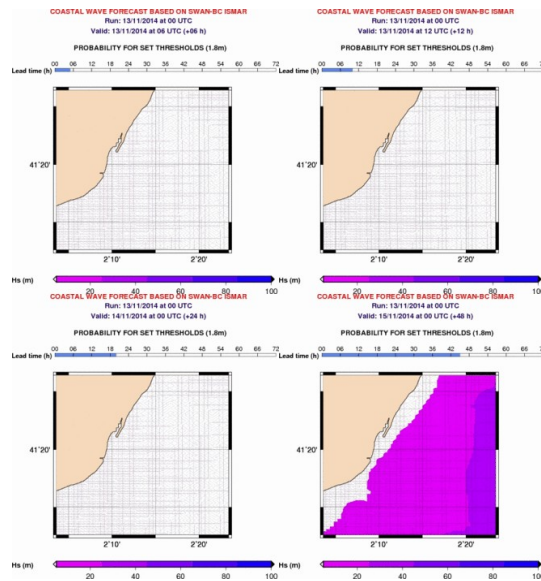 COASTAL WAVE FORECAST BASED ON SWAN-BC ISMAR
Run: 13/11/2014 at 00 UTC
Valid: 13/11/2014 at 06 UTC (+06 h)
PROBABILITY FOR SET THRESHOLDS (1.8m)
00 06 12 18 24 30 36 42 48 54 60 66 72
Lead time (h)
41°20'
2°10' 2°20'
Hs (m)
20 40 60 80 100
COASTAL WAVE FORECAST BASED ON SWAN-BC ISMAR
Run: 13/11/2014 at 00 UTC
Valid: 13/11/2014 at 12 UTC (+12 h)
PROBABILITY FOR SET THRESHOLDS (1.8m)
00 06 12 18 24 30 36 42 48 54 60 66 72
Lead time (h)
41°20'
2°10' 2°20'
Hs (m)
20 40 60 80 100
COASTAL WAVE FORECAST BASED ON SWAN-BC ISMAR
Run: 13/11/2014 at 00 UTC
Valid: 14/11/2014 at 00 UTC (+24 h)
PROBABILITY FOR SET THRESHOLDS (1.8m)
00 06 12 18 24 30 36 42 48 54 60 66 72
Lead time (h)
41°20'
2°10' 2°20'
Hs (m)
20 40 60 80 100
COASTAL WAVE FORECAST BASED ON SWAN-BC ISMAR
Run: 13/11/2014 at 00 UTC
Valid: 15/11/2014 at 00 UTC (+48 h)
PROBABILITY FOR SET THRESHOLDS (1.8m)
00 06 12 18 24 30 36 42 48 54 60 66 72
Lead time (h)
41°20'
2°10' 2°20'
Hs (m)
20 40 60 80 100